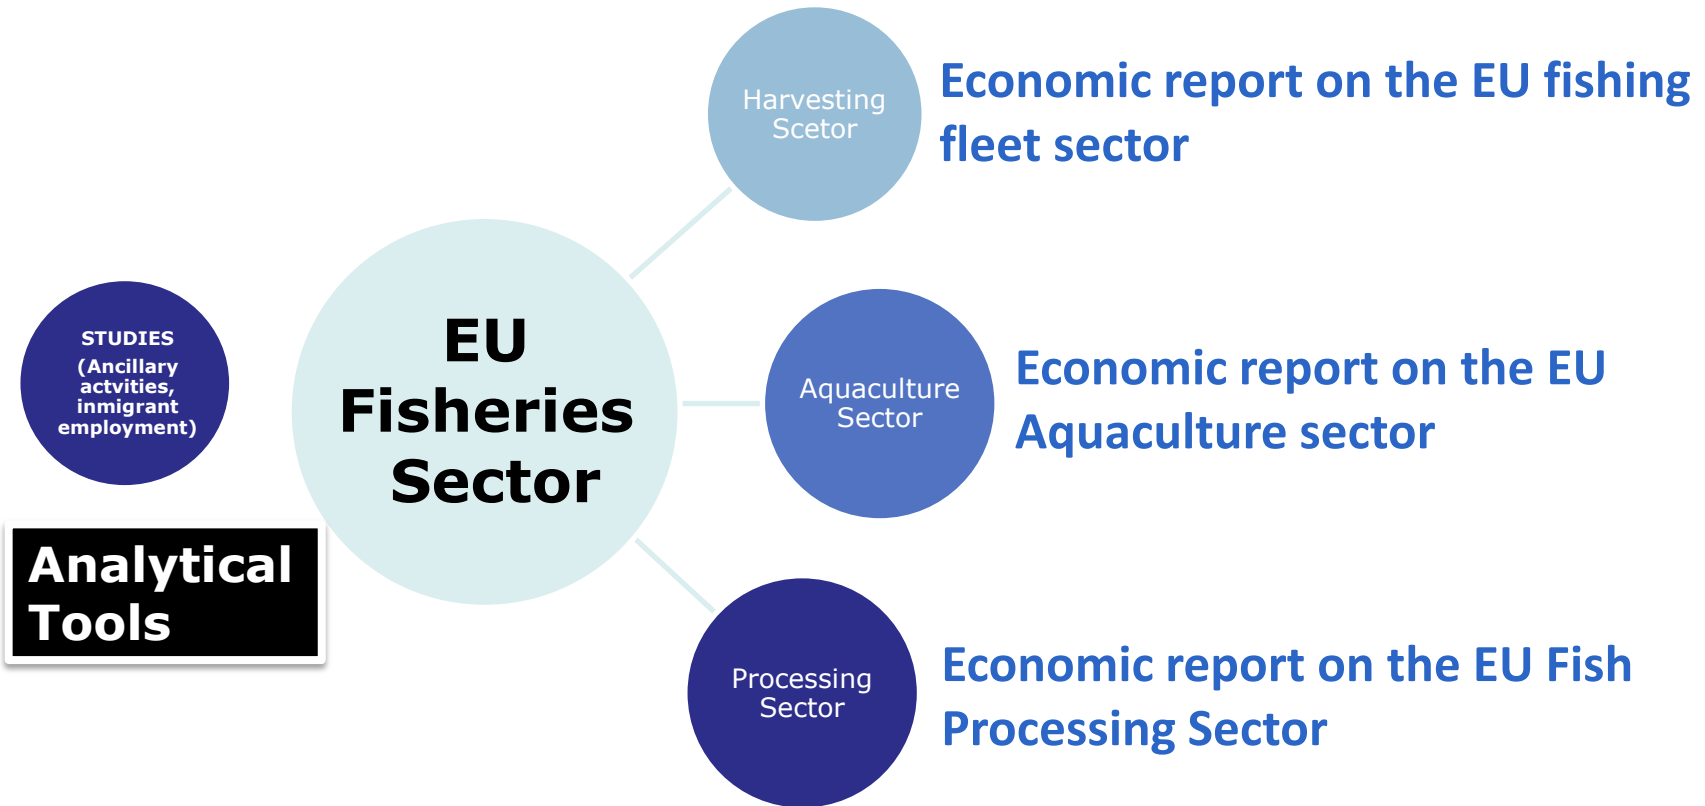 Harvesting
Scetor
Economic report on the EU fishing
fleet sector
STUDIES
(Ancillary
actvities,
inmigrant
employment)
EU
Fisheries
Sector
Aquaculture
Sector
Economic report on the EU
Aquaculture sector
Analytical
Tools
Processing
Sector
Economic report on the EU Fish
Processing Sector